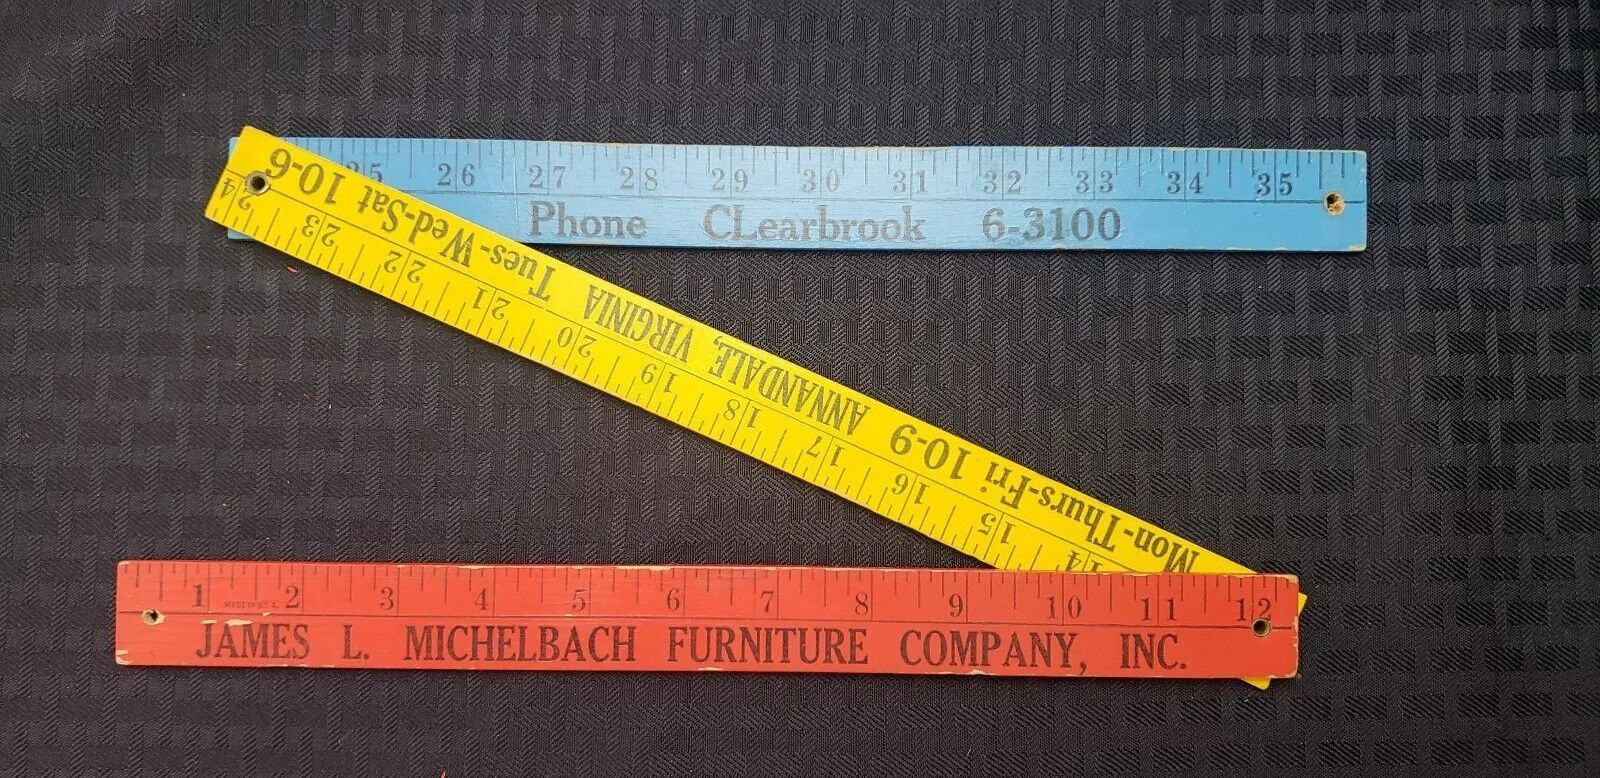 25 26 27 28 29 30 31 32 33 34 35
Phone CLearbrook 6-3100
Mon-Thurs-Fri 10-9 ANNANDALE, VIRGINIA Tues-Wed-Sat 10-6
14 15 16 17 18 19 20 21 22 23 24
1 2 3 4 5 6 7 8 9 10 11 12
MADE IN U.S.A.
JAMES L. MICHELBACH FURNITURE COMPANY, INC.